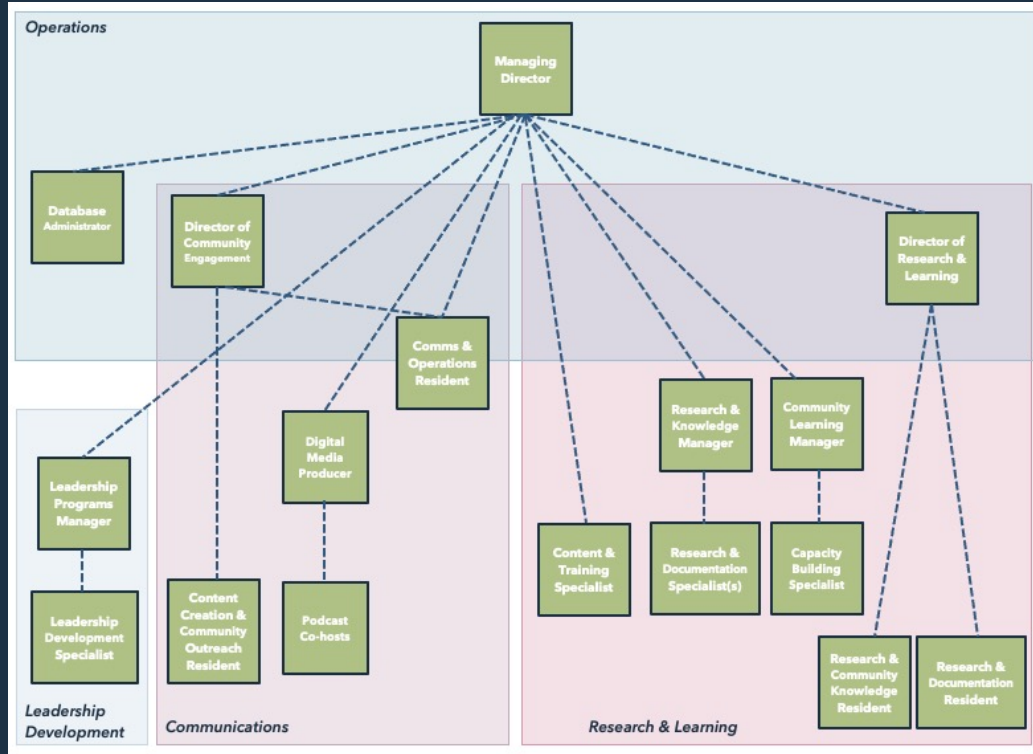 Operations
Managing
Director
Database
Administrator
Director of
Community
Engagement
Director of
Research &
Learning
Comms &
Operations
Resident
Research &
Knowledge
Manager
Community
Learning
Manager
Digital
Media
Producer
Leadership
Programs
Manager
Content &
Training
Specialist
Research &
Documentation
Specialist(s)
Capacity
Building
Specialist
Leadership
Development
Specialist
Content
Creation &
Community
Outreach
Resident
Podcast
Co-hosts
Research &
Community
Knowledge
Resident
Research &
Documentation
Resident
Leadership
Development
Communications
Research & Learning